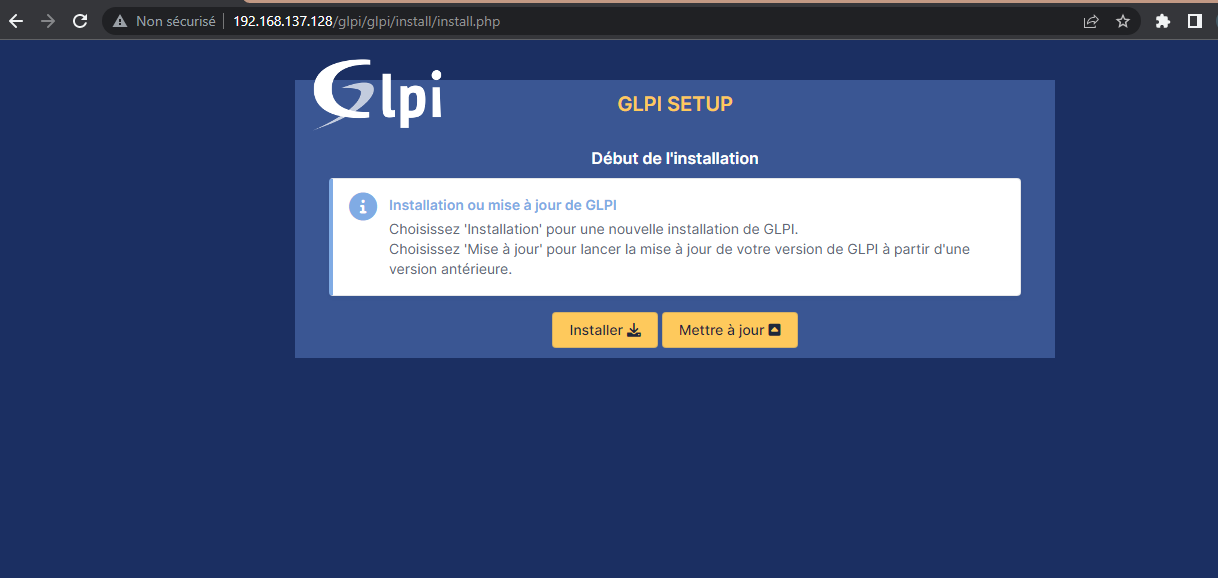 Non sécurisé 192.168.137.128/glpi/glpi/install/install.php
Glpi
GLPI SETUP
Début de l'installation
Installation ou mise à jour de GLPI
Choisissez 'Installation' pour une nouvelle installation de GLPI.
Choisissez 'Mise à jour' pour lancer la mise à jour de votre version de GLPI à partir d'une
version antérieure.
Installer Mettre à jour